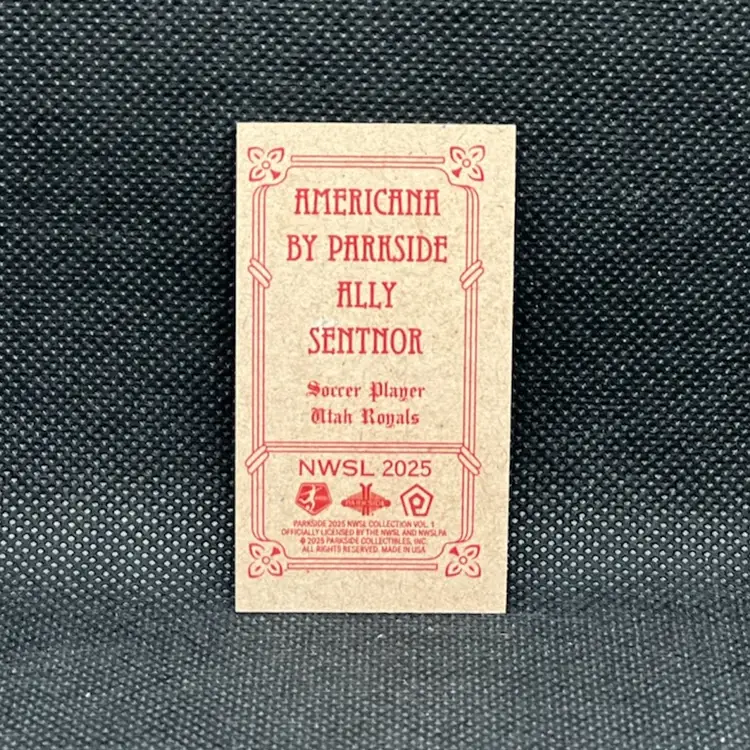 AMERICANA
BY PARKSIDE
ALLY
SENTNOR
Soccer Player
Utah Royals
NWSL 2025
PARKSIDE
PARKSIDE 2025 NWSL COLLECTION VOL. 1
OFFICIALLY LICENSED BY THE NWSL AND NWSLPA
© 2025 PARKSIDE COLLECTIBLES, INC.
ALL RIGHTS RESERVED. MADE IN USA